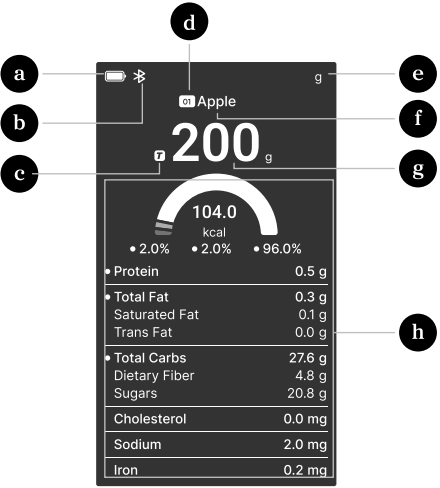 d
a
e
g
b
01 Apple
f
200 g
T
c
g
104.0
kcal
2.0% 2.0% 96.0%
Protein 0.5 g
Total Fat 0.3 g
Saturated Fat 0.1 g
Trans Fat 0.0 g
h
Total Carbs 27.6 g
Dietary Fiber 4.8 g
Sugars 20.8 g
Cholesterol 0.0 mg
Sodium 2.0 mg
Iron 0.2 mg